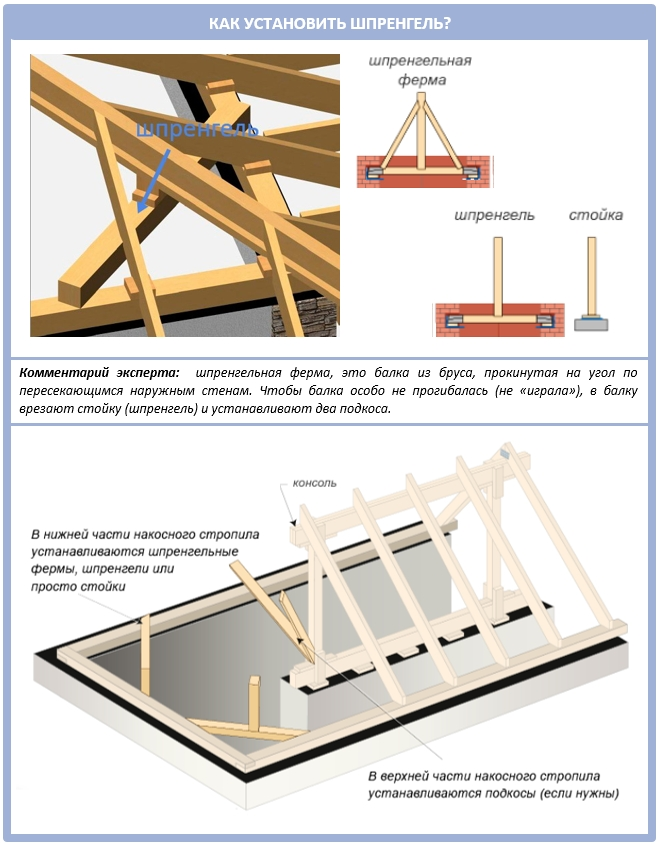 КАК УСТАНОВИТЬ ШПРЕНГЕЛЬ?
шпренгель
шпренгельная
ферма
шпренгель
стойка
Комментарий эксперта: шпренгельная ферма, это балка из бруса, прокинутая на угол по
пересекающимся наружным стенам. Чтобы балка особо не прогибалась (не «играла»), в балку
врезают стойку (шпренгель) и устанавливают два подкоса.
консоль
В нижней части накосного стропила
устанавливаются шпренгельные
фермы, шпренгели или
просто стойки
В верхней части накосного стропила
устанавливаются подкосы (если нужны)